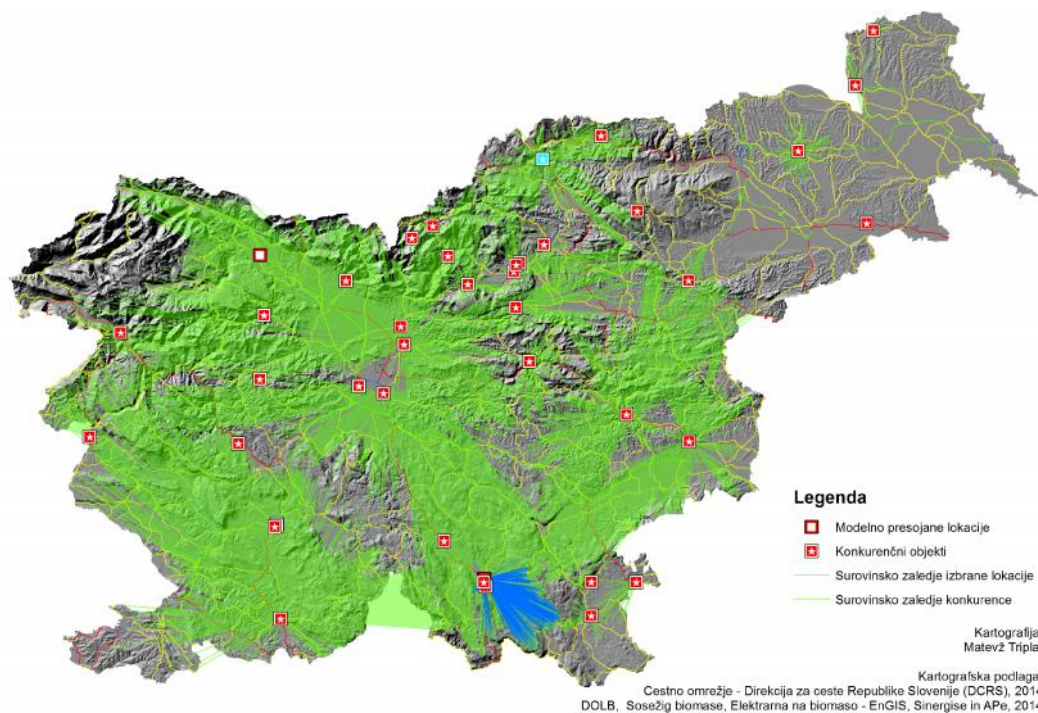 Legenda
Modelno presojane lokacije
Konkurenčni objekti
Surovinsko zaledje izbrane lokacije
Surovinsko zaledje konkurence
Kartografija
Matevž Tripla
Kartografska podlaga
Cestno omrežje - Direkcija za ceste Republike Slovenije (DCRS), 2014
DOLB, Sosežig biomase, Elektrarna na biomaso - EnGIS, Sinergise in APe, 2014